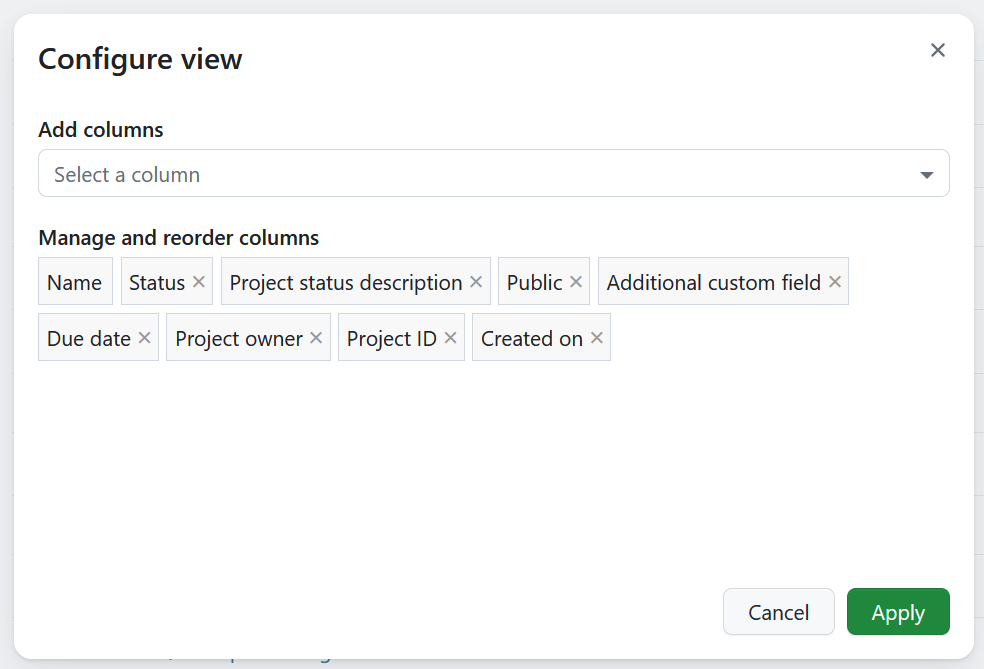 Configure view
Add columns
Select a column
Manage and reorder columns
Name Status Project status description Public Additional custom field
Due date Project owner Project ID Created on
Cancel Apply